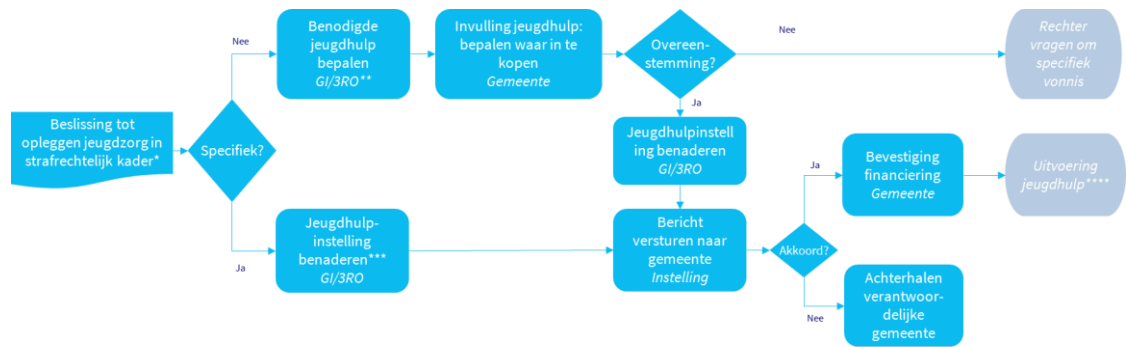 Beslissing tot
opleggen jeugdzorg in
strafrechtelijk kader*
Specifiek?
Nee
Benodigde
jeugdhulp
bepalen
GI/3RO**
Invulling jeugdhulp:
bepalen waar in te
kopen
Gemeente
Overeen-
stemming?
Nee
Rechter
vragen om
specifiek
vonnis
Ja
Jeugdhulpinstell
ing benaderen
GI/3RO
Ja
Jeugdhulp-
instelling
benaderen***
GI/3RO
Bericht
versturen naar
gemeente
Instelling
Akkoord?
Ja
Bevestiging
financiering
Gemeente
Uitvoering
jeugdhulp****
Nee
Achterhalen
verantwoor-
delijke
gemeente